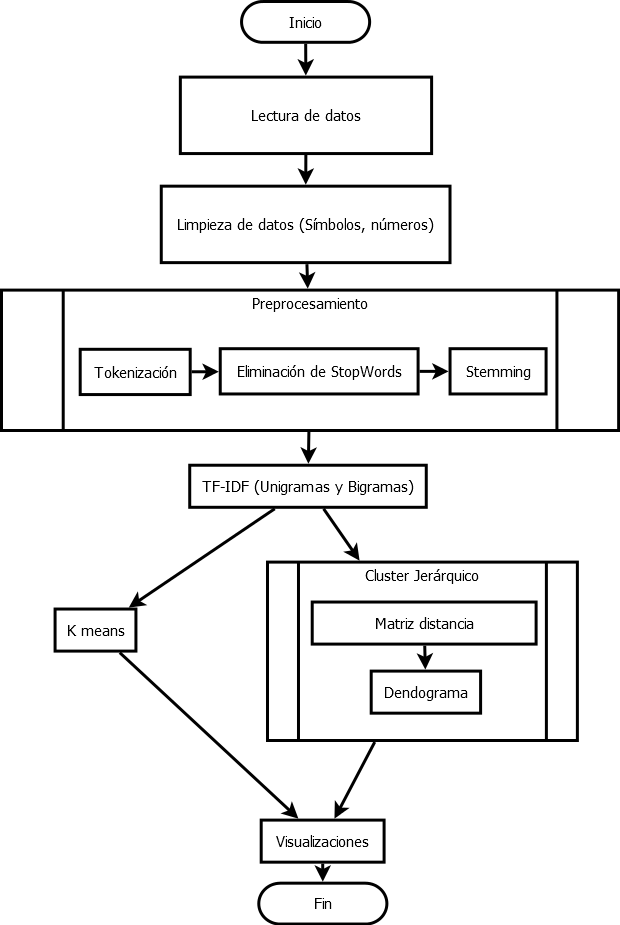 Inicio
Lectura de datos
Limpieza de datos (Símbolos, números)
Preprocesamiento
Tokenización
Eliminación de StopWords
Stemming
TF-IDF (Unigramas y Bigramas)
Cluster Jerárquico
Matriz distancia
K means
Dendograma
Visualizaciones
Fin